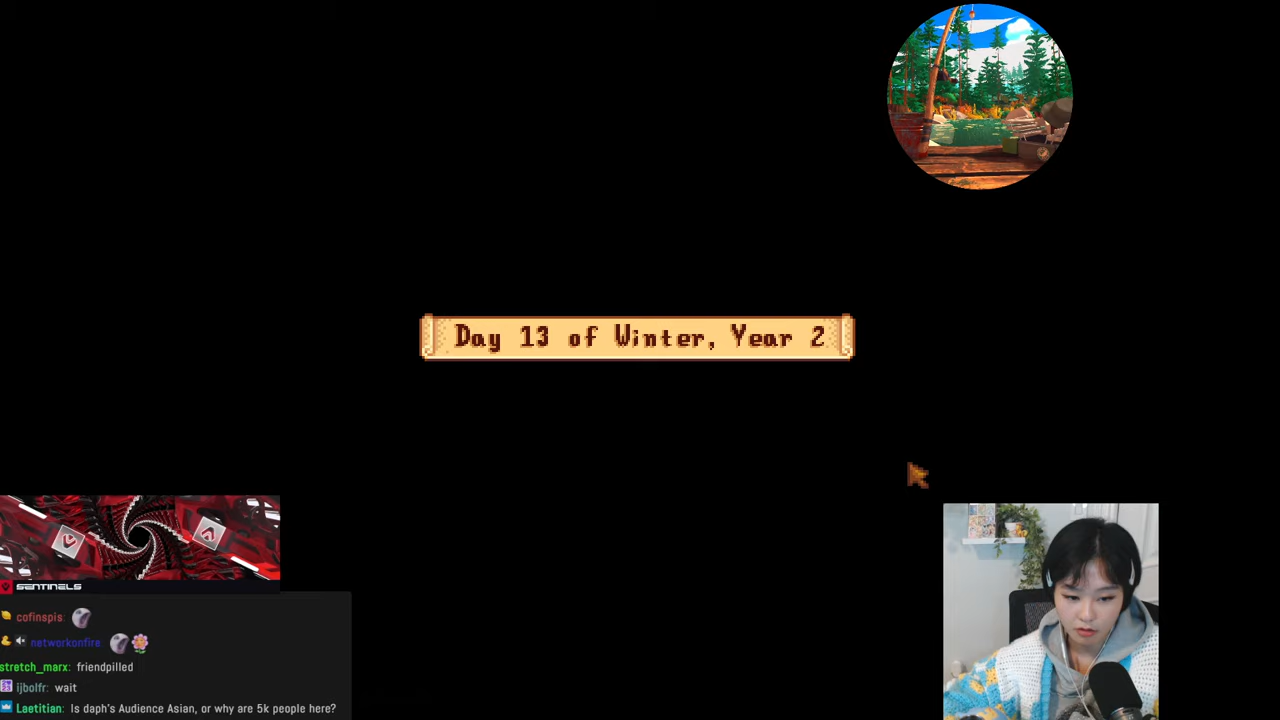 Day 13 of Winter, Year 2
SENTINELS
cofinspis:
networkonfire:
stretch_marx: friendpilled
ijbolfr: wait
Laetitian: Is daph's Audience Asian, or why are 5k people here?